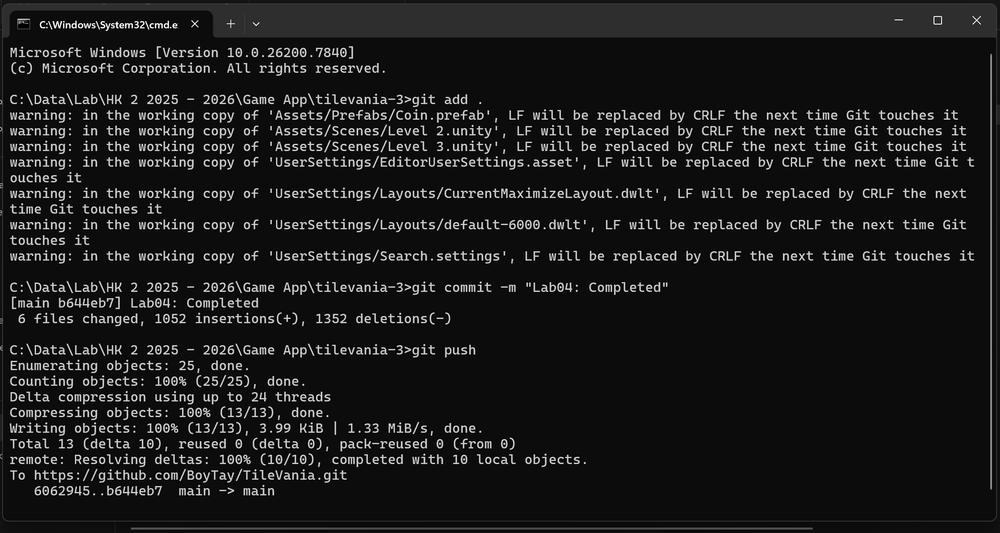 C:\Windows\System32\cmd.e
Microsoft Windows [Version 10.0.26200.7840]
(c) Microsoft Corporation. All rights reserved.
C:\Data\Lab\HK 2 2025 - 2026\Game App\tilevania-3>git add .
warning: in the working copy of 'Assets/Prefabs/Coin.prefab', LF will be replaced by CRLF the next time Git touches it
warning: in the working copy of 'Assets/Scenes/Level 2.unity', LF will be replaced by CRLF the next time Git touches it
warning: in the working copy of 'Assets/Scenes/Level 3.unity', LF will be replaced by CRLF the next time Git touches it
warning: in the working copy of 'UserSettings/EditorUserSettings.asset', LF will be replaced by CRLF the next time Git t
ouches it
warning: in the working copy of 'UserSettings/Layouts/CurrentMaximizeLayout.dwlt', LF will be replaced by CRLF the next
time Git touches it
warning: in the working copy of 'UserSettings/Layouts/default-6000.dwlt', LF will be replaced by CRLF the next time Git
touches it
warning: in the working copy of 'UserSettings/Search.settings', LF will be replaced by CRLF the next time Git touches it
C:\Data\Lab\HK 2 2025 - 2026\Game App\tilevania-3>git commit -m "Lab04: Completed"
[main b644eb7] Lab04: Completed
 6 files changed, 1052 insertions(+), 1352 deletions(-)
C:\Data\Lab\HK 2 2025 - 2026\Game App\tilevania-3>git push
Enumerating objects: 25, done.
Counting objects: 100% (25/25), done.
Delta compression using up to 24 threads
Compressing objects: 100% (13/13), done.
Writing objects: 100% (13/13), 3.99 KiB | 1.33 MiB/s, done.
Total 13 (delta 10), reused 0 (delta 0), pack-reused 0 (from 0)
remote: Resolving deltas: 100% (10/10), completed with 10 local objects.
To https://github.com/BoyTay/TileVania.git
   6062945..b644eb7  main -> main